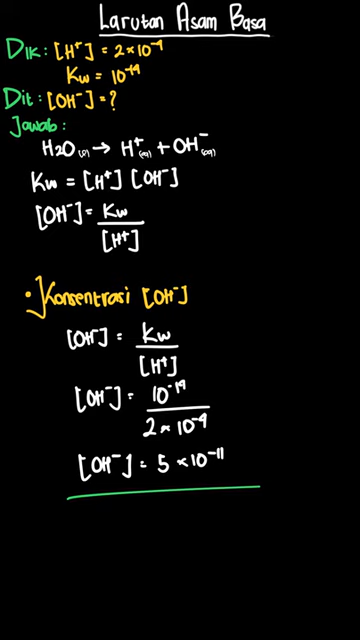 Larutan Asam Basa
Dik: [H⁺] = 2 × 10⁻⁴
Kw = 10⁻¹⁴
Dit: [OH⁻] = ?
Jawab:
H2O(l) → H⁺(aq) + OH⁻(aq)
Kw = [H⁺] [OH⁻]
[OH⁻] = Kw
[H⁺]
• Konsentrasi [OH⁻]
[OH⁻] = Kw
[H⁺]
[OH⁻] = 10⁻¹⁴
2 × 10⁻⁴
[OH⁻] = 5 × 10⁻¹¹